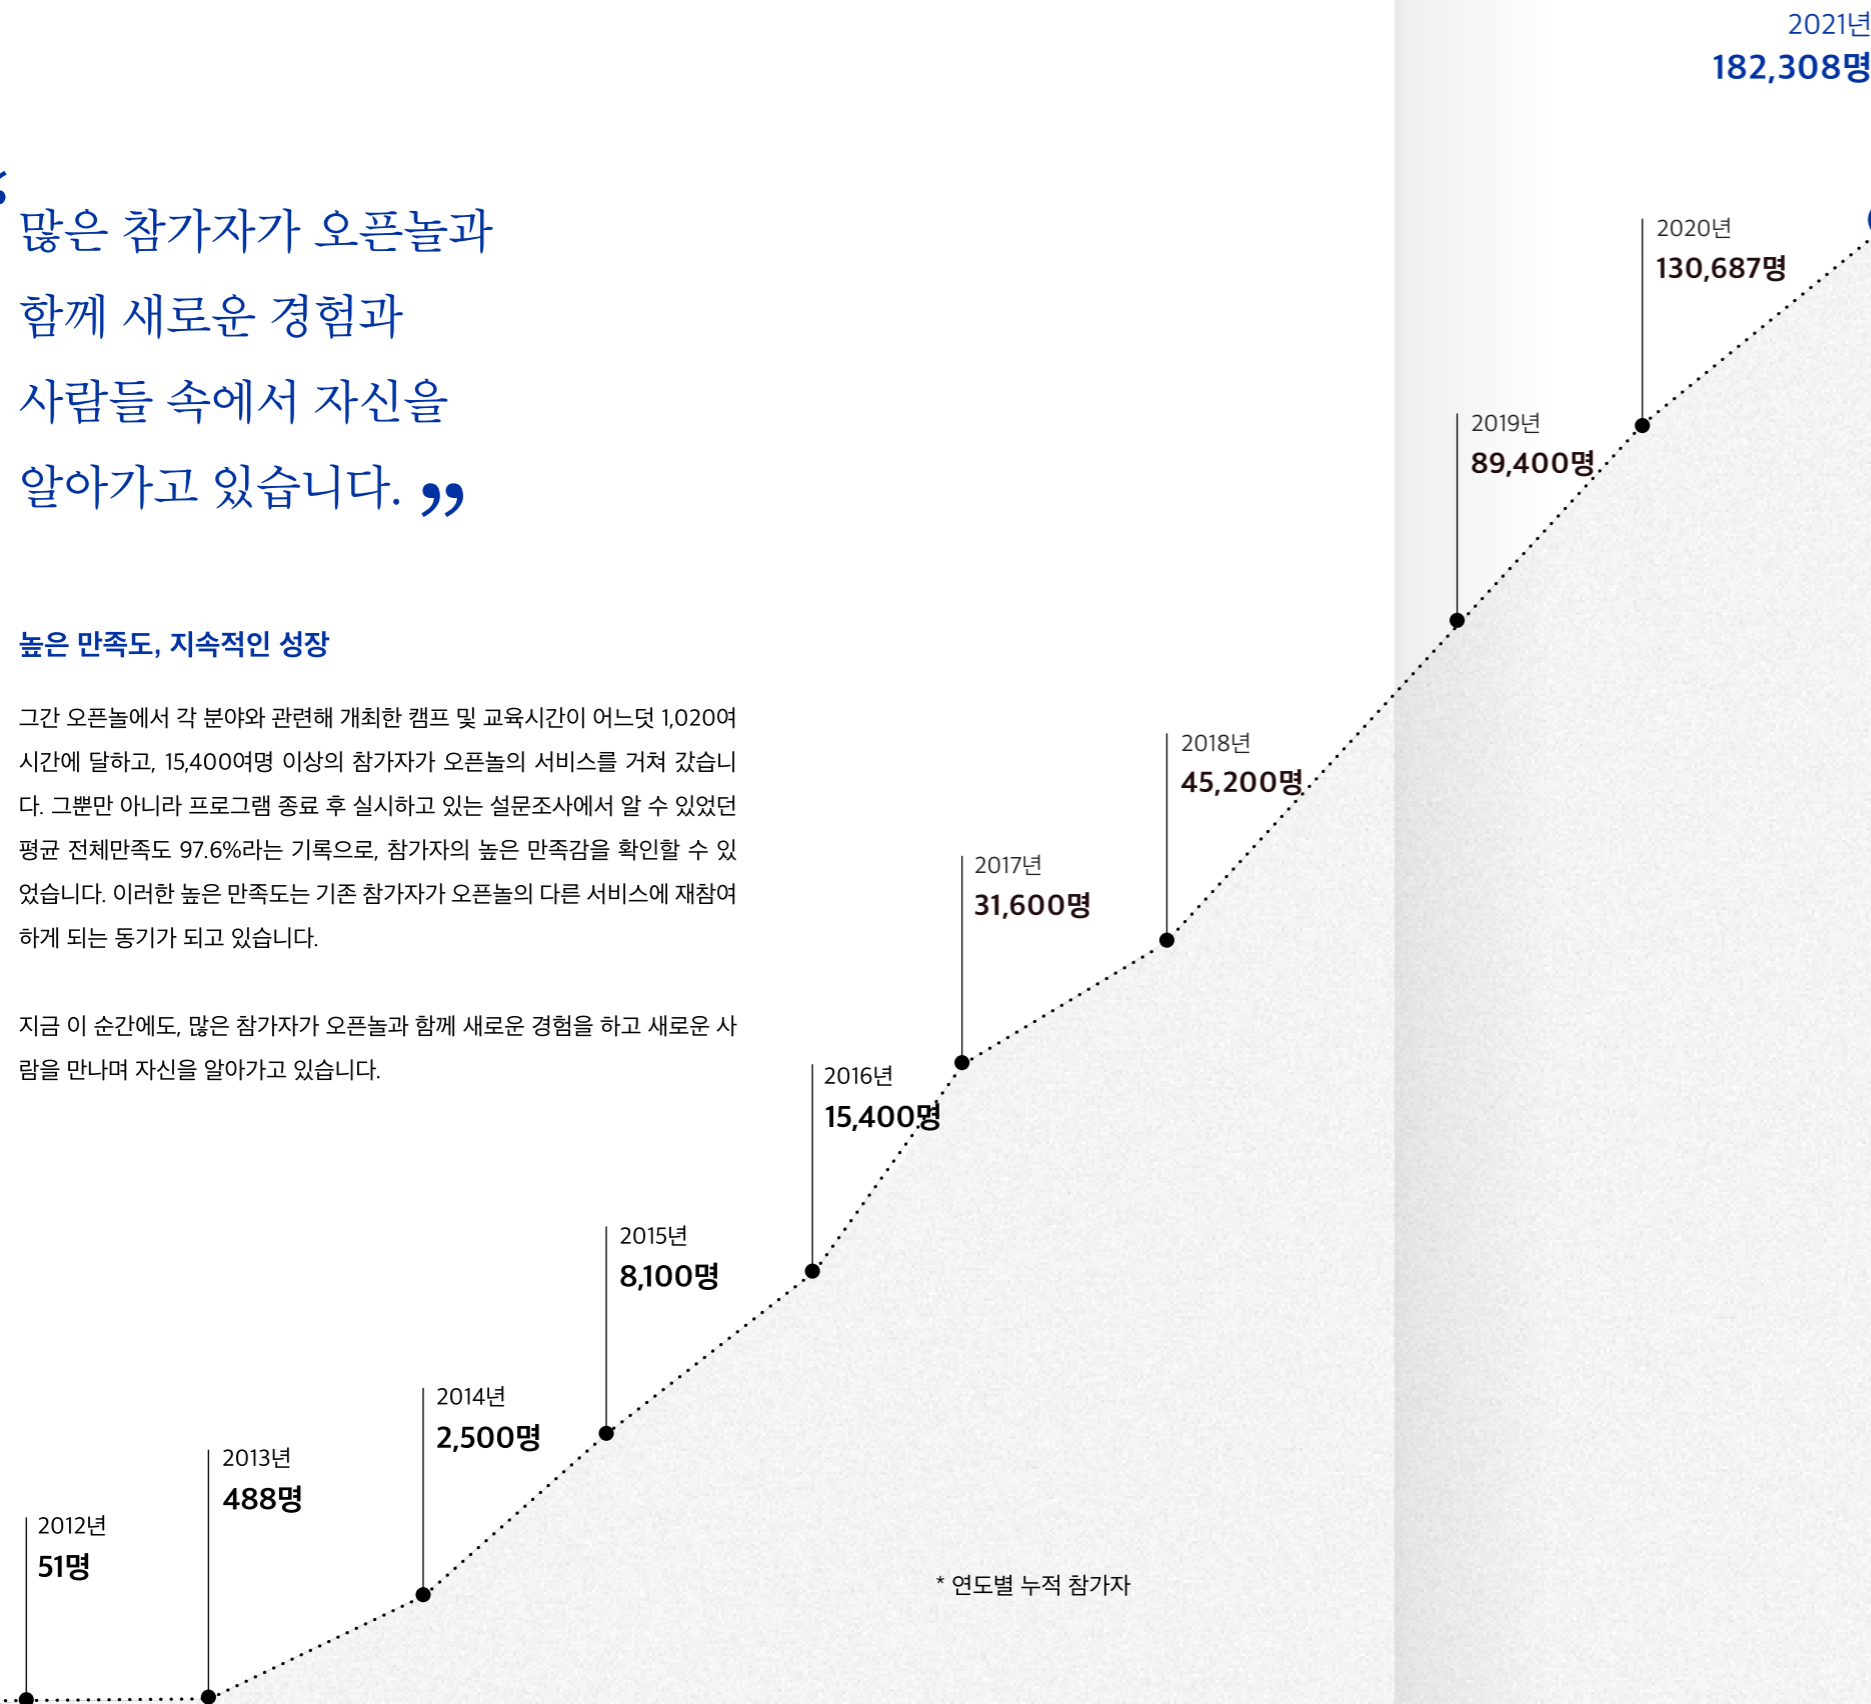 많은 참가자가 오픈놀과
함께 새로운 경험과
사람들 속에서 자신을
알아가고 있습니다. ”
높은 만족도, 지속적인 성장
그간 오픈놀에서 각 분야와 관련해 개최한 캠프 및 교육시간이 어느덧 1,020여
시간에 달하고, 15,400여명 이상의 참가자가 오픈놀의 서비스를 거쳐 갔습니
다. 그뿐만 아니라 프로그램 종료 후 실시하고 있는 설문조사에서 알 수 있었던
평균 전체만족도 97.6%라는 기록으로, 참가자의 높은 만족감을 확인할 수 있
었습니다. 이러한 높은 만족도는 기존 참가자가 오픈놀의 다른 서비스에 재참여
하게 되는 동기가 되고 있습니다.
지금 이 순간에도, 많은 참가자가 오픈놀과 함께 새로운 경험을 하고 새로운 사
람을 만나며 자신을 알아가고 있습니다.
2012년
51명
2013년
488명
2014년
2,500명
2015년
8,100명
2016년
15,400명
2017년
31,600명
2018년
45,200명
2019년
89,400명
2020년
130,687명
2021년
182,308명
* 연도별 누적 참가자